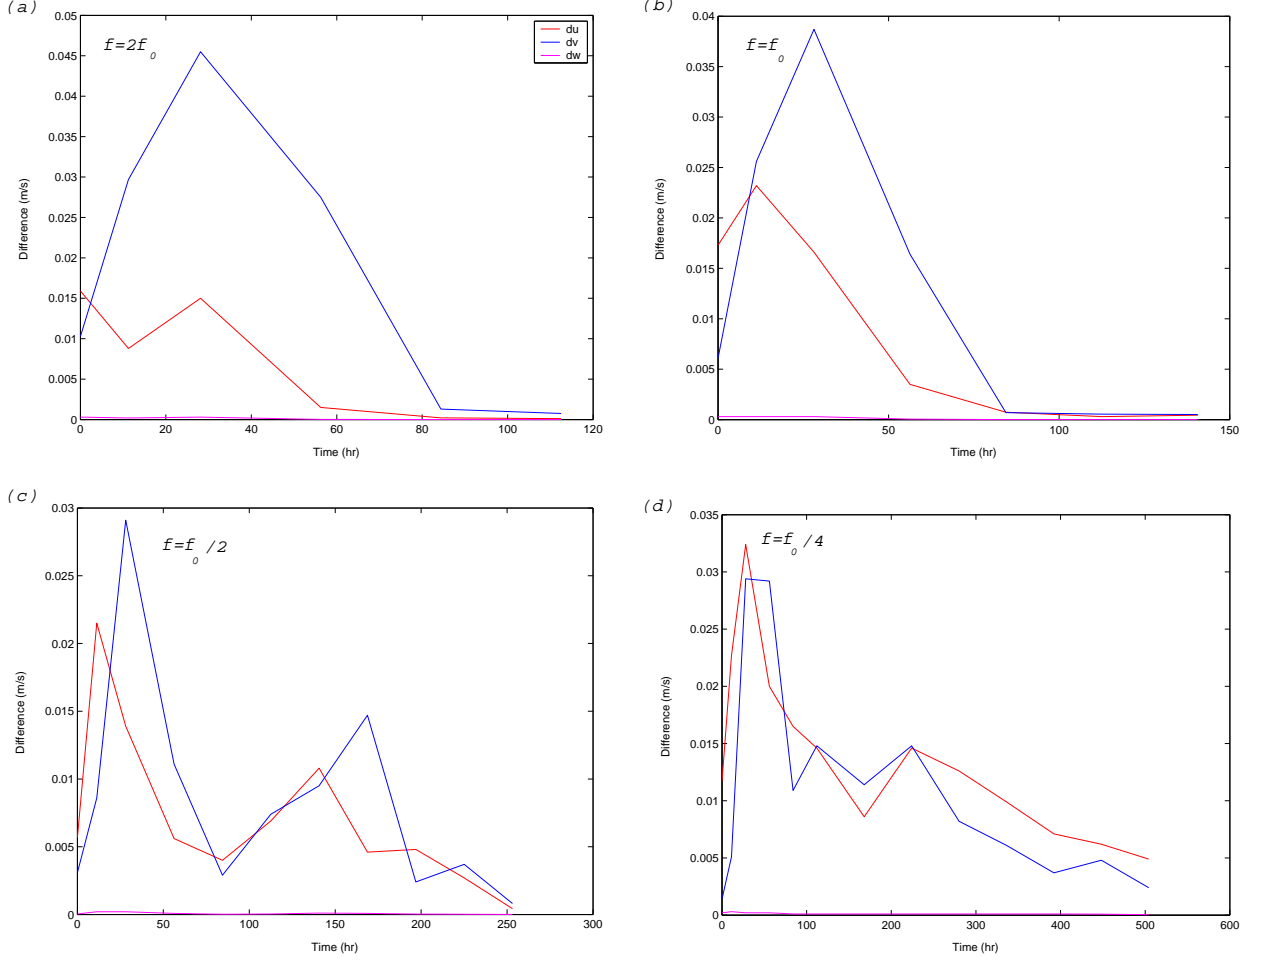 (a)
f=2f0
du
dv
dw
0.05
0.045
0.04
0.035
0.03
0.025
0.02
0.015
0.01
0.005
0
0 20 40 60 80 100 120
Difference (m/s)
Time (hr)
(b)
f=f0
0.04
0.035
0.03
0.025
0.02
0.015
0.01
0.005
0
0 50 100 150
Difference (m/s)
Time (hr)
(c)
f=f0/2
0.03
0.025
0.02
0.015
0.01
0.005
0
0 50 100 150 200 250 300
Difference (m/s)
Time (hr)
(d)
f=f0/4
0.035
0.03
0.025
0.02
0.015
0.01
0.005
0
0 100 200 300 400 500 600
Difference (m/s)
Time (hr)